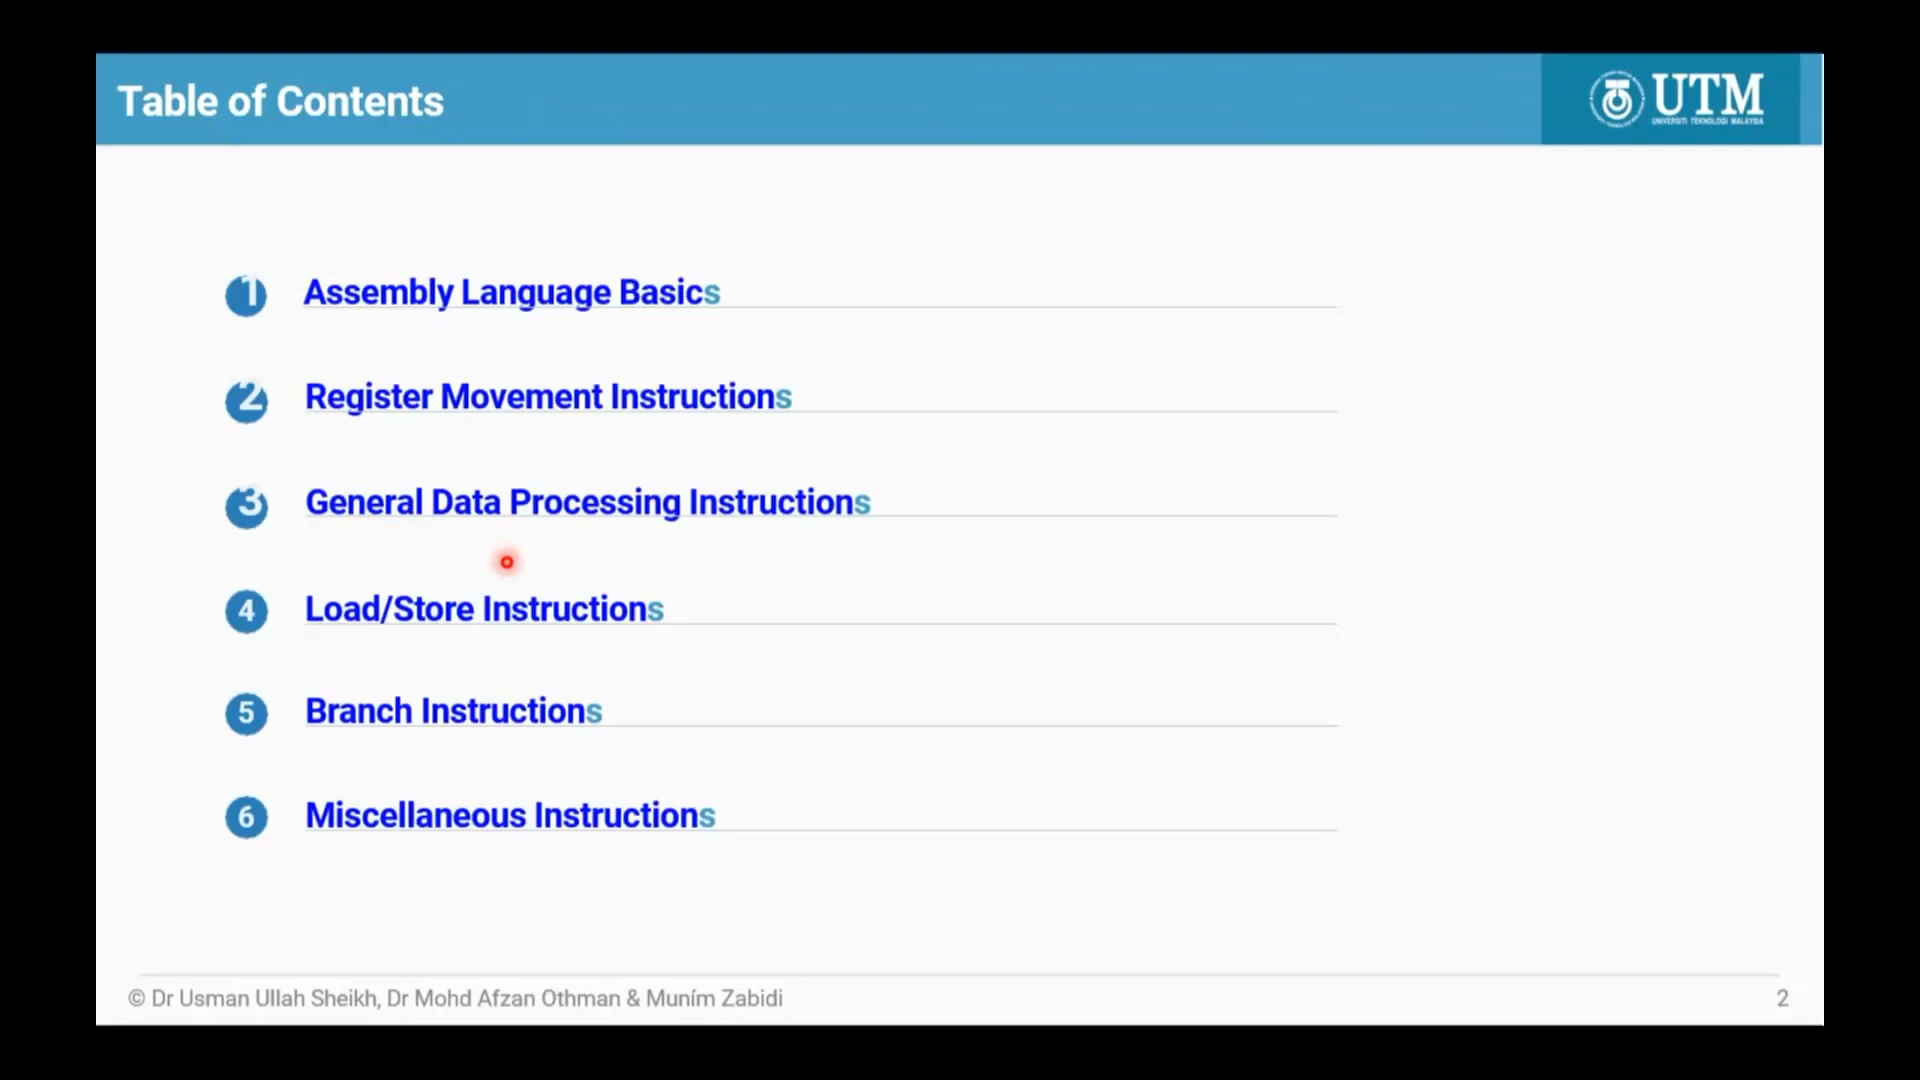 Table of Contents
UTM
UNIVERSITI TEKNOLOGI MALAYSIA
1 Assembly Language Basics
2 Register Movement Instructions
3 General Data Processing Instructions
4 Load/Store Instructions
5 Branch Instructions
6 Miscellaneous Instructions
© Dr Usman Ullah Sheikh, Dr Mohd Afzan Othman & Muním Zabidi
2